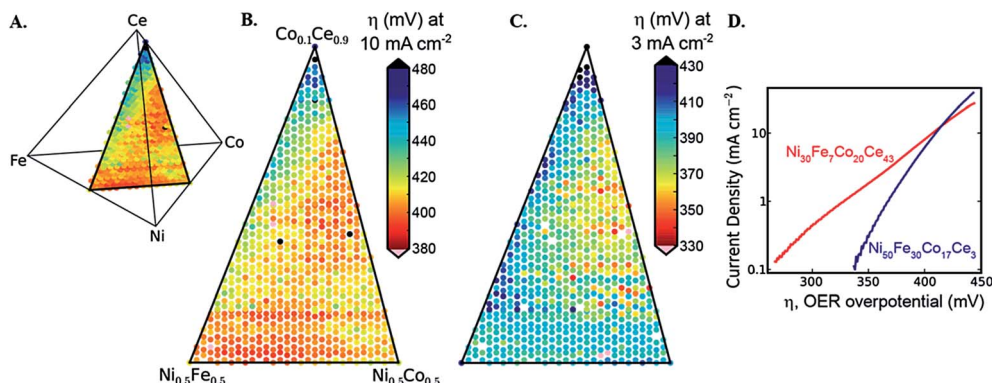 A.
Ce
Fe
Co
Ni
B.
Co0.1Ce0.9
η (mV) at
10 mA cm-2
480
460
440
420
400
380
Ni0.5Fe0.5
Ni0.5Co0.5
C.
η (mV) at
3 mA cm-2
430
410
390
370
350
330
D.
Current Density (mA cm−2)
10
1
0.1
Ni30Fe7Co20Ce43
Ni50Fe30Co17Ce3
300
350
400
450
η, OER overpotential (mV)